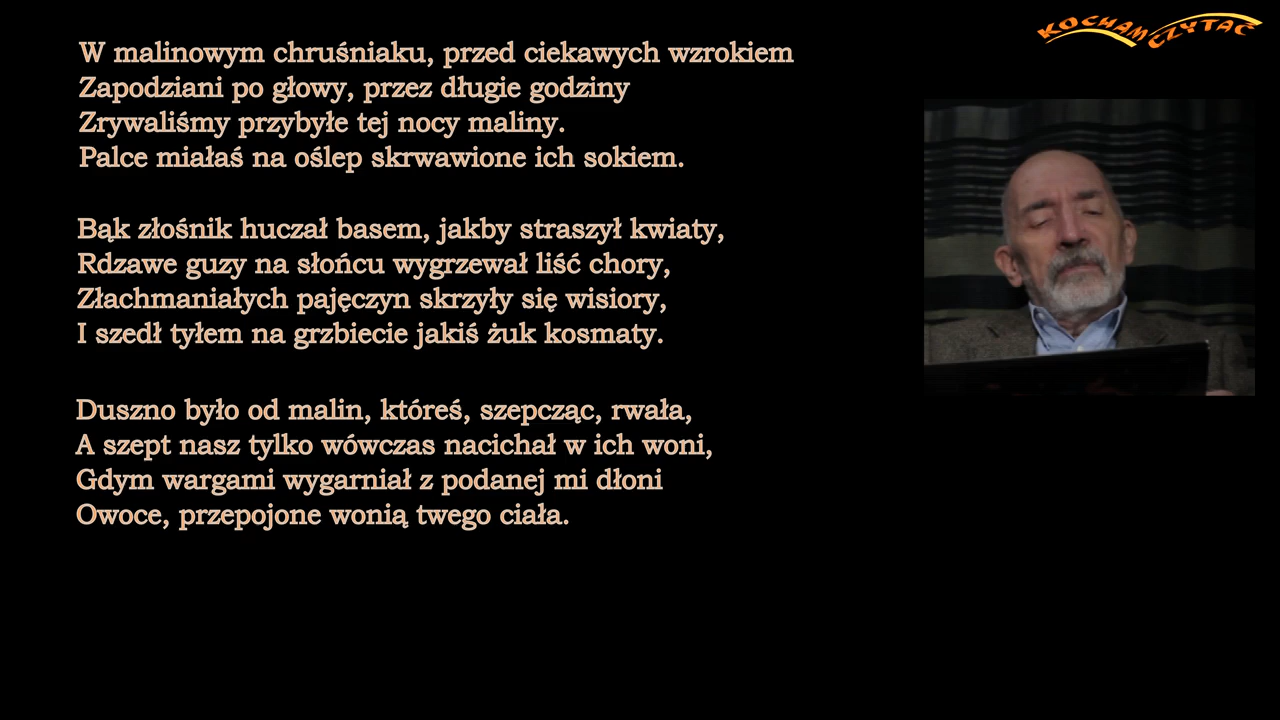 KOCHAM CZYTAĆ
W malinowym chruśniaku, przed ciekawych wzrokiem
Zapodziani po głowy, przez długie godziny
Zrywaliśmy przybyłe tej nocy maliny.
Palce miałaś na oślep skrwawione ich sokiem.
Bąk złośnik huczał basem, jakby straszył kwiaty,
Rdzawe guzy na słońcu wygrzewał liść chory,
Złachmaniałych pajęczyn skrzyły się wisiory,
I szedł tyłem na grzbiecie jakiś żuk kosmaty.
Duszno było od malin, któreś, szepcząc, rwała,
A szept nasz tylko wówczas nacichał w ich woni,
Gdym wargami wygarniał z podanej mi dłoni
Owoce, przepojone wonią twego ciała.